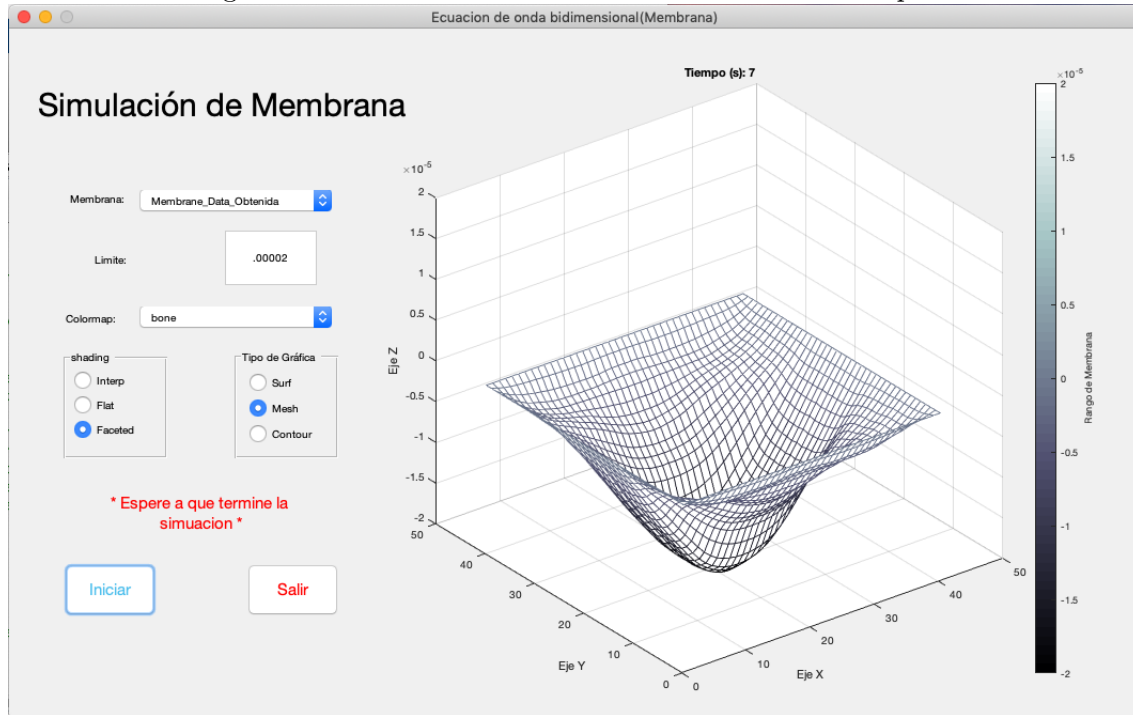 Ecuacion de onda bidimensional(Membrana)
Simulación de Membrana
Membrana:
Membrane_Data_Obtenida
Limite:
.00002
Colormap:
bone
shading
Interp
Flat
Faceted
Tipo de Gráfica
Surf
Mesh
Contour
* Espere a que termine la
simuacion *
Iniciar
Salir
Tiempo (s): 7
×10⁻⁵
2
1.5
1
0.5
0
-0.5
-1
-1.5
-2
Eje Z
50
40
30
20
10
0
Eje Y
0
10
20
30
40
50
Eje X
×10⁻⁵
2
1.5
1
0.5
0
-0.5
-1
-1.5
-2
Rango de Membrana